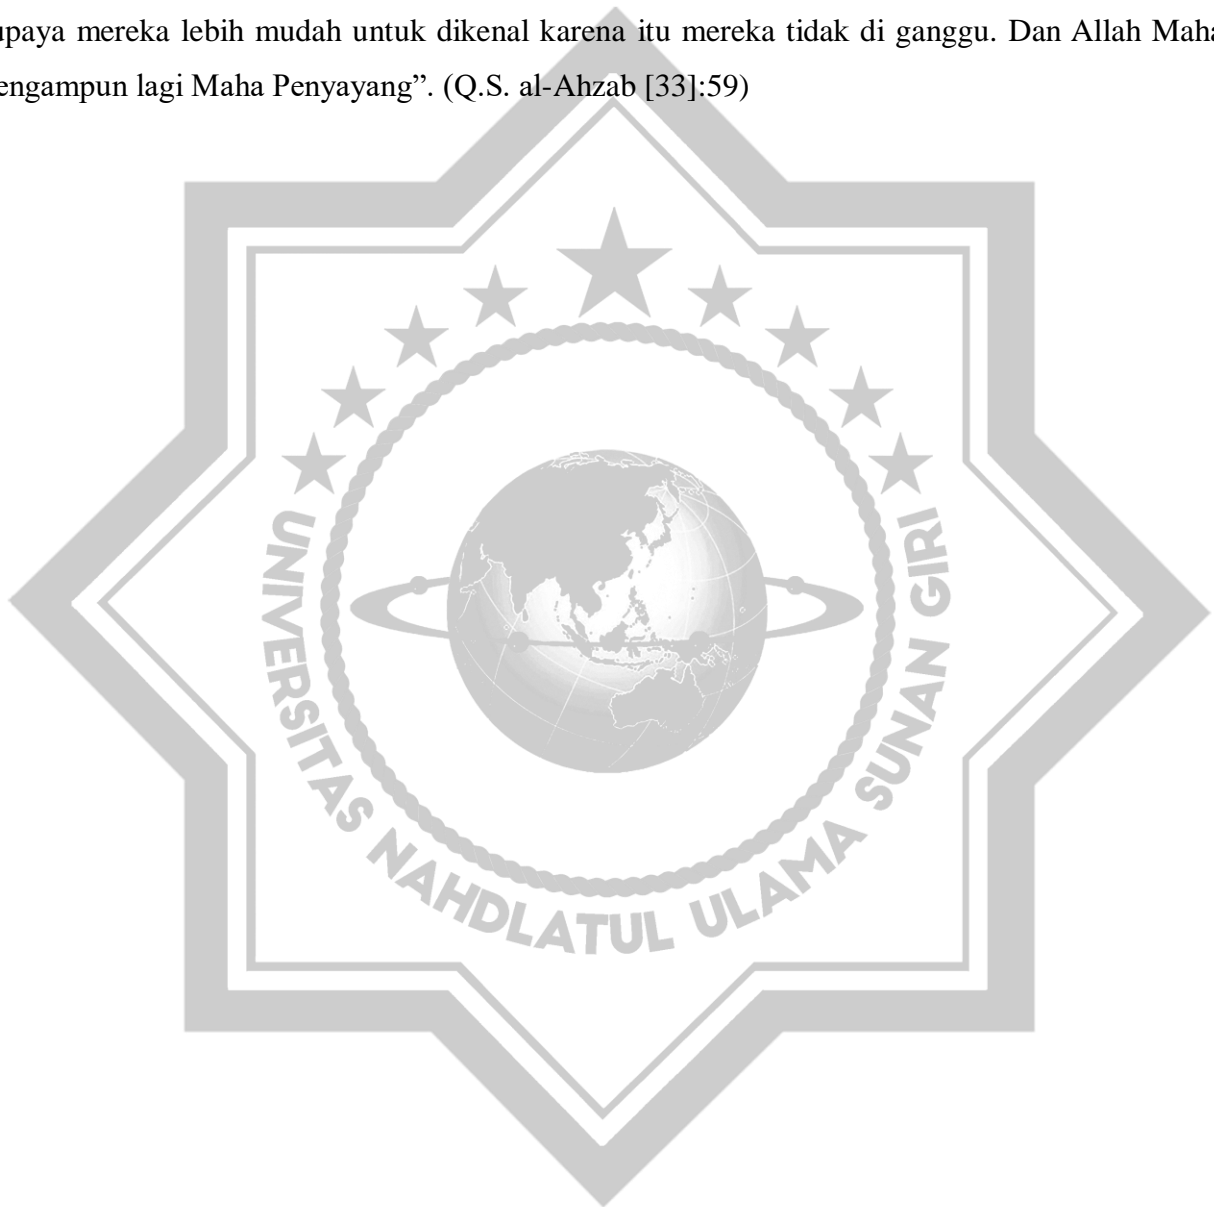 upaya mereka lebih mudah untuk dikenal karena itu mereka tidak di ganggu. Dan Allah Maha
engampun lagi Maha Penyayang”. (Q.S. al-Ahzab [33]:59)
UNIVERSITAS NAHDLATUL ULAMA SUNAN GIRI